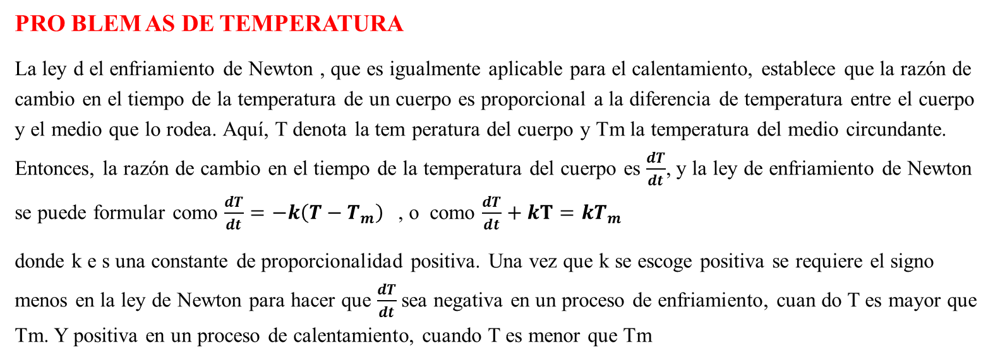 PRO BLEM AS DE TEMPERATURA
La ley d el enfriamiento de Newton , que es igualmente aplicable para el calentamiento, establece que la razón de
cambio en el tiempo de la temperatura de un cuerpo es proporcional a la diferencia de temperatura entre el cuerpo
y el medio que lo rodea. Aquí, T denota la tem peratura del cuerpo y Tm la temperatura del medio circundante.
Entonces, la razón de cambio en el tiempo de la temperatura del cuerpo es dT/dt, y la ley de enfriamiento de Newton
se puede formular como dT/dt = −k(T − T_m) , o como dT/dt + kT = kT_m
donde k e s una constante de proporcionalidad positiva. Una vez que k se escoge positiva se requiere el signo
menos en la ley de Newton para hacer que dT/dt sea negativa en un proceso de enfriamiento, cuan do T es mayor que
Tm. Y positiva en un proceso de calentamiento, cuando T es menor que Tm